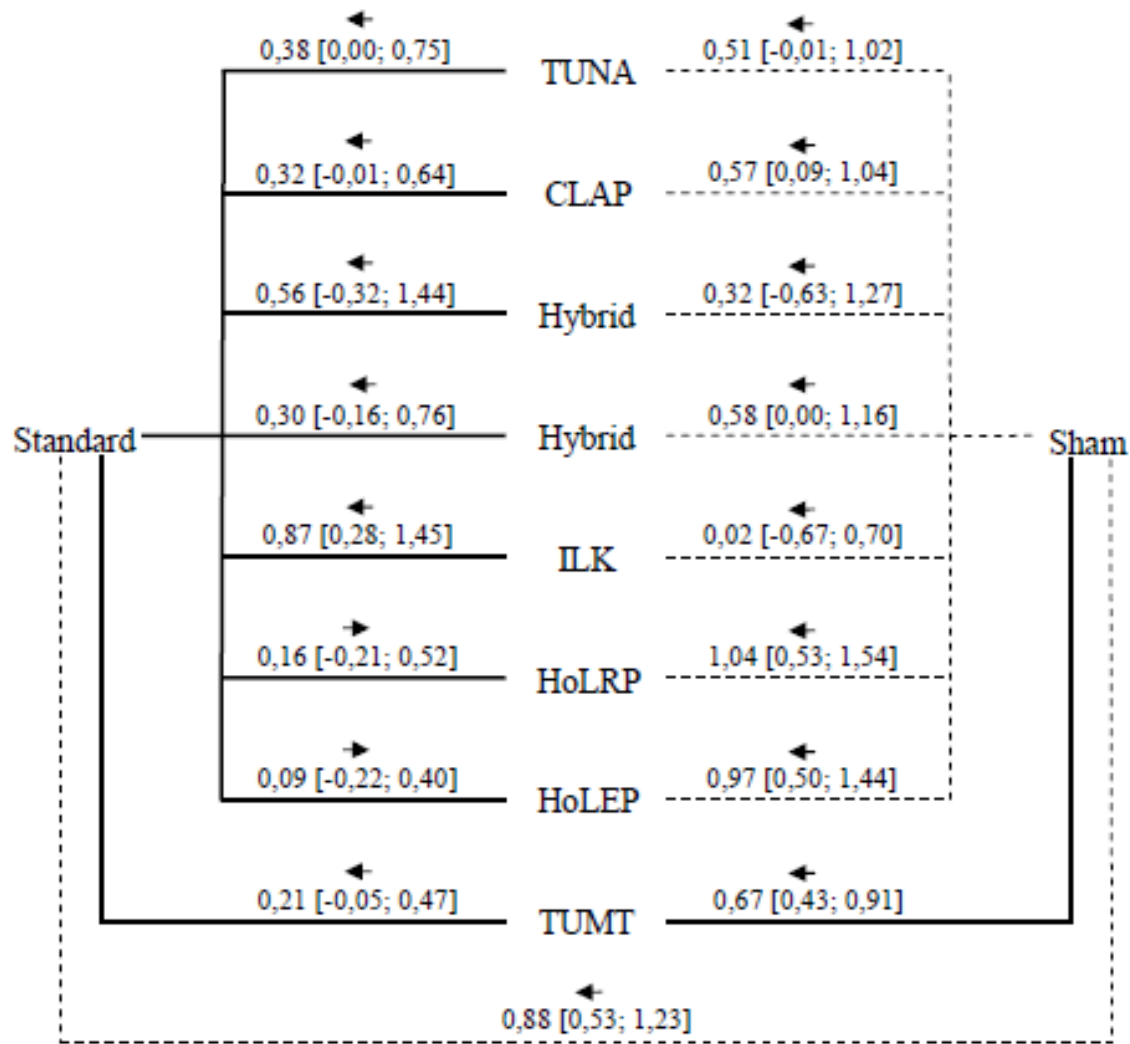 0,38 [0,00; 0,75] TUNA 0,51 [-0,01; 1,02]
0,32 [-0,01; 0,64] CLAP 0,57 [0,09; 1,04]
0,56 [-0,32; 1,44] Hybrid 0,32 [-0,63; 1,27]
0,30 [-0,16; 0,76] Hybrid 0,58 [0,00; 1,16]
Standard Sham
0,87 [0,28; 1,45] ILK 0,02 [-0,67; 0,70]
0,16 [-0,21; 0,52] HoLRP 1,04 [0,53; 1,54]
0,09 [-0,22; 0,40] HoLEP 0,97 [0,50; 1,44]
0,21 [-0,05; 0,47] TUMT 0,67 [0,43; 0,91]
0,88 [0,53; 1,23]